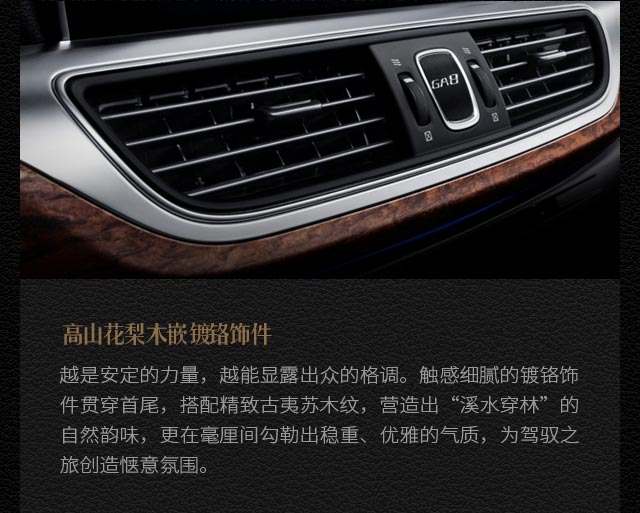 GA8
高山花梨木嵌镀铬饰件
越是安定的力量，越能显露出众的格调。触感细腻的镀铬饰
件贯穿首尾，搭配精致古夷苏木纹，营造出“溪水穿林”的
自然韵味，更在毫厘间勾勒出稳重、优雅的气质，为驾驭之
旅创造惬意氛围。